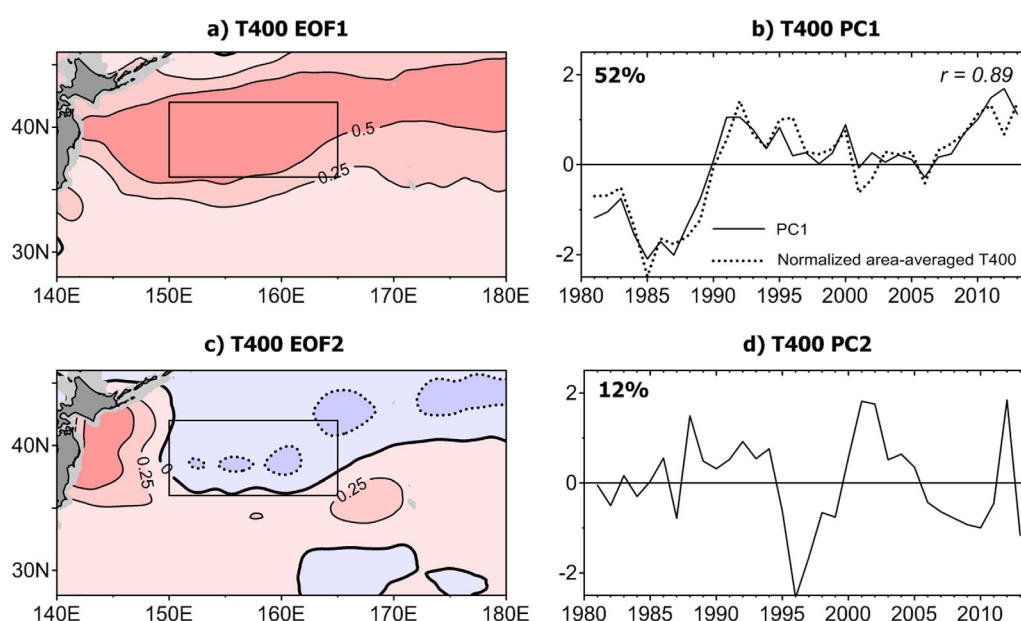 a) T400 EOF1
40N
30N
0.5
0.25
140E 150E 160E 170E 180E
b) T400 PC1
52%
r = 0.89
2
0
-2
PC1
Normalized area-averaged T400
1980 1985 1990 1995 2000 2005 2010
c) T400 EOF2
40N
30N
0.25
0
0.25
140E 150E 160E 170E 180E
d) T400 PC2
12%
2
0
-2
1980 1985 1990 1995 2000 2005 2010